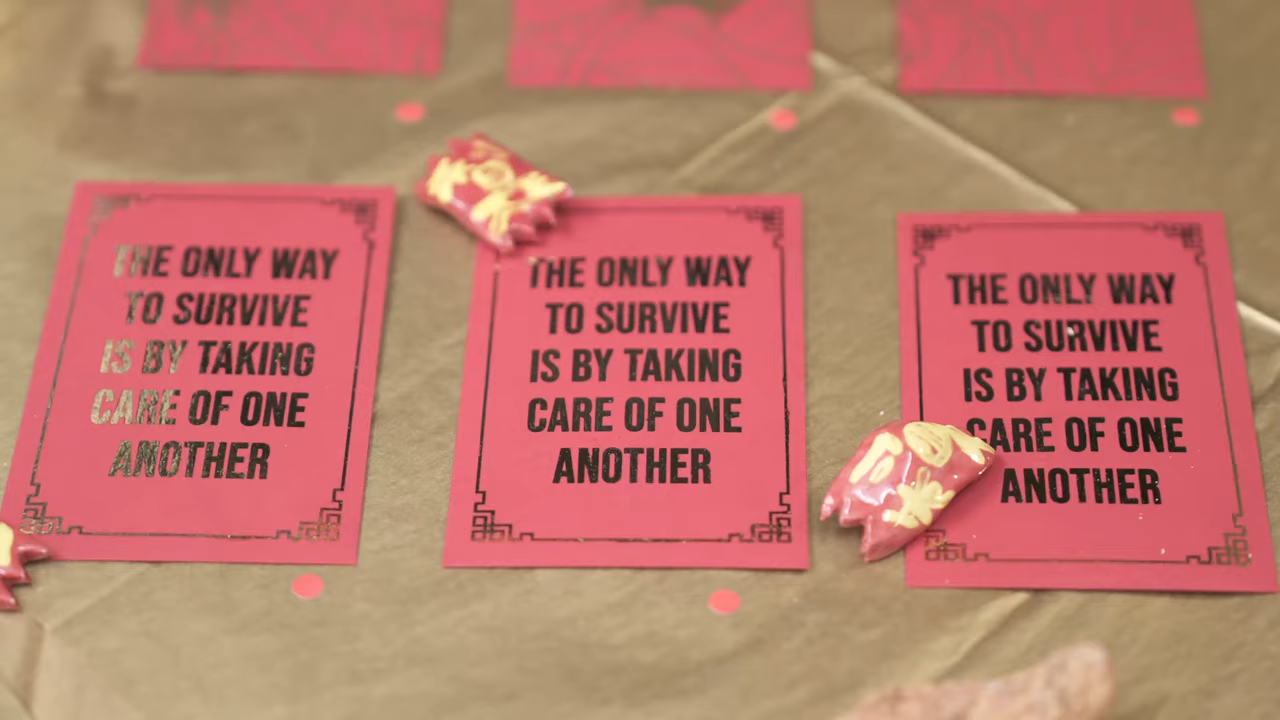 THE ONLY WAY
TO SURVIVE
IS BY TAKING
CARE OF ONE
ANOTHER
THE ONLY WAY
TO SURVIVE
IS BY TAKING
CARE OF ONE
ANOTHER
THE ONLY WAY
TO SURVIVE
IS BY TAKING
CARE OF ONE
ANOTHER